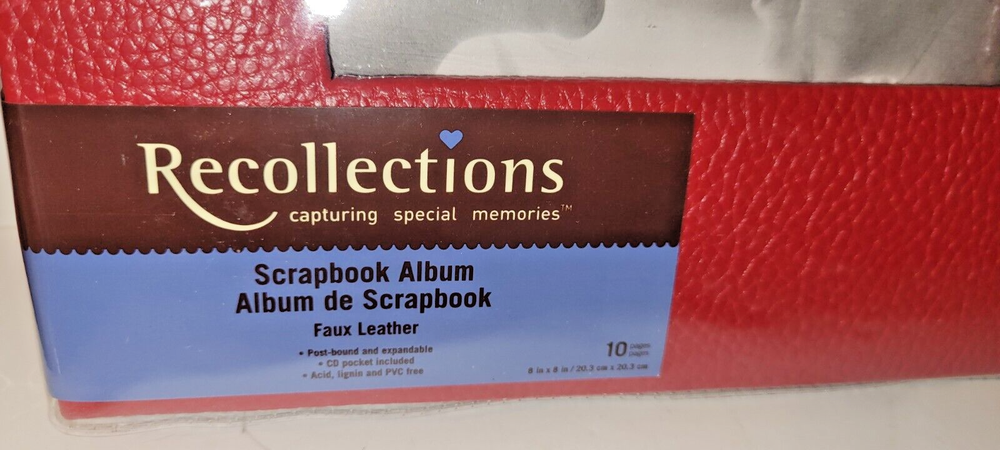 Recollections
capturing special memories™
Scrapbook Album
Album de Scrapbook
Faux Leather
• Post-bound and expandable
• CD pocket included
• Acid, lignin and PVC free
10 pages
pages
8 in x 8 in / 20.3 cm x 20.3 cm